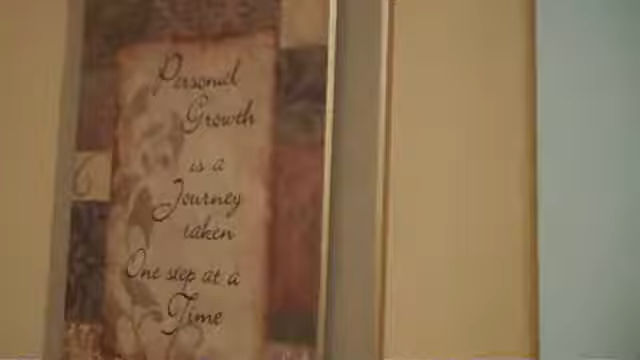 Personal
Growth
is a
Journey
taken
One step at a
Time